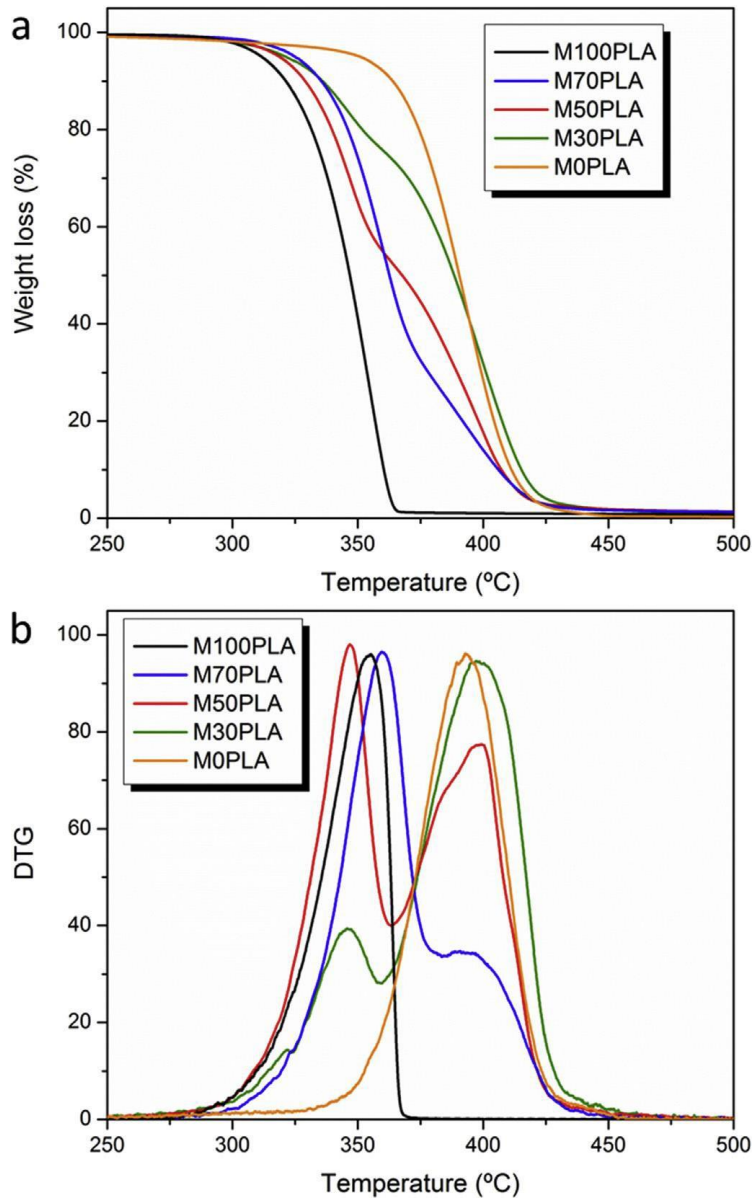 a
100
80
60
40
20
0
Weight loss (%)
M100PLA
M70PLA
M50PLA
M30PLA
M0PLA
250 300 350 400 450 500
Temperature (ºC)
b
100
80
60
40
20
0
DTG
M100PLA
M70PLA
M50PLA
M30PLA
M0PLA
250 300 350 400 450 500
Temperature (ºC)